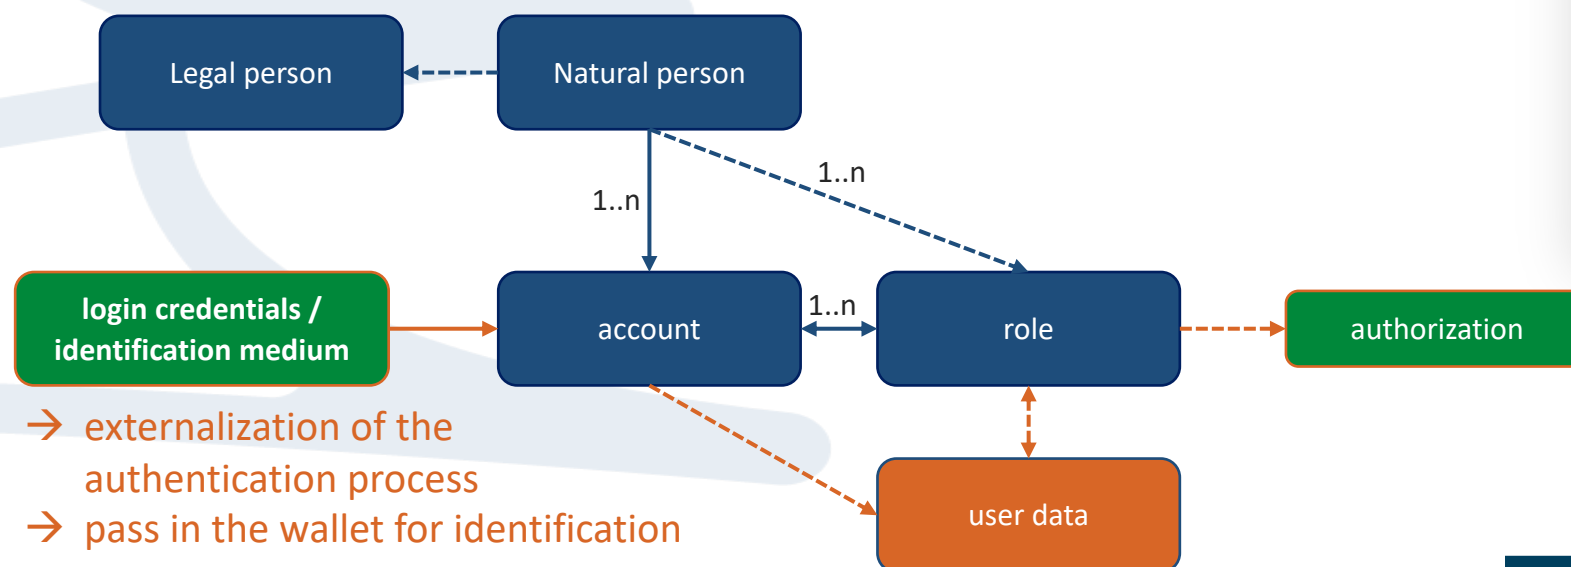 Legal person
Natural person
1..n
1..n
login credentials /
identification medium
account
1..n
role
authorization
→ externalization of the
authentication process
→ pass in the wallet for identification
user data